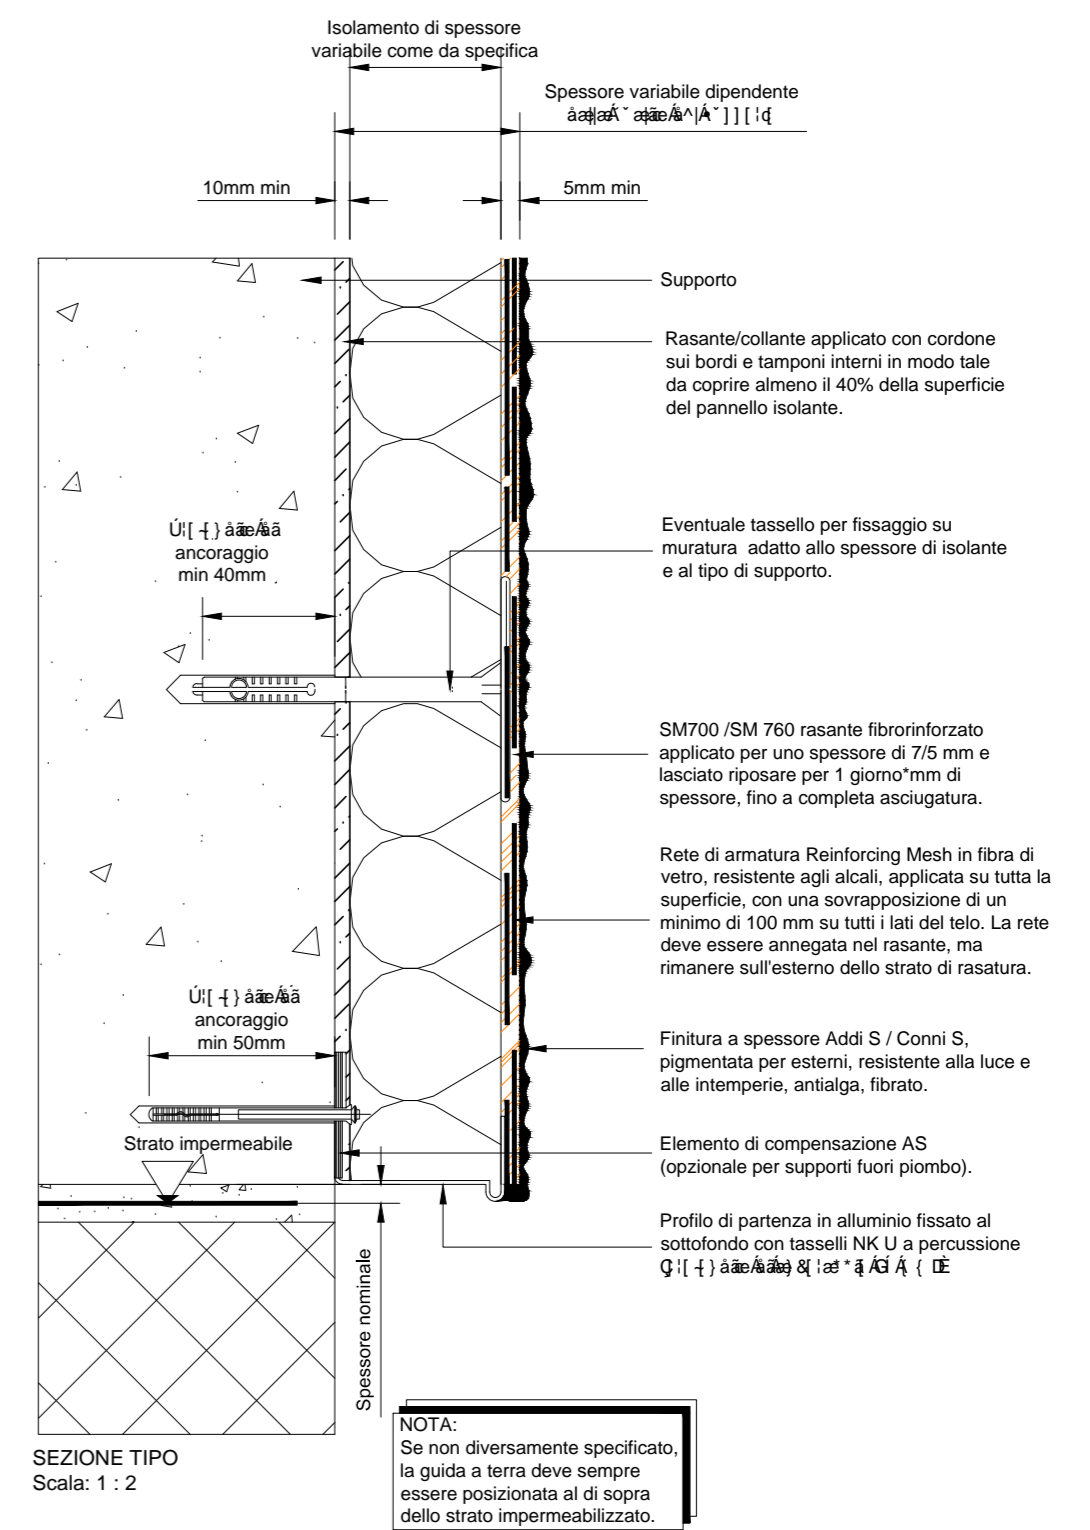 Isolamento di spessore
variabile come da specifica
Spessore variabile dipendente
10mm min
5mm min
Supporto
Rasante/collante applicato con cordone
sui bordi e tamponi interni in modo tale
da coprire almeno il 40% della superficie
del pannello isolante.
ancoraggio
min 40mm
Eventuale tassello per fissaggio su
muratura adatto allo spessore di isolante
e al tipo di supporto.
SM700 /SM 760 rasante fibrorinforzato
applicato per uno spessore di 7/5 mm e
lasciato riposare per 1 giorno*mm di
spessore, fino a completa asciugatura.
Rete di armatura Reinforcing Mesh in fibra di
vetro, resistente agli alcali, applicata su tutta la
superficie, con una sovrapposizione di un
minimo di 100 mm su tutti i lati del telo. La rete
deve essere annegata nel rasante, ma
rimanere sull'esterno dello strato di rasatura.
ancoraggio
min 50mm
Finitura a spessore Addi S / Conni S,
pigmentata per esterni, resistente alla luce e
alle intemperie, antialga, fibrato.
Strato impermeabile
Elemento di compensazione AS
(opzionale per supporti fuori piombo).
Profilo di partenza in alluminio fissato al
sottofondo con tasselli NK U a percussione
Spessore nominale
NOTA:
Se non diversamente specificato,
la guida a terra deve sempre
essere posizionata al di sopra
dello strato impermeabilizzato.
SEZIONE TIPO
Scala: 1 : 2